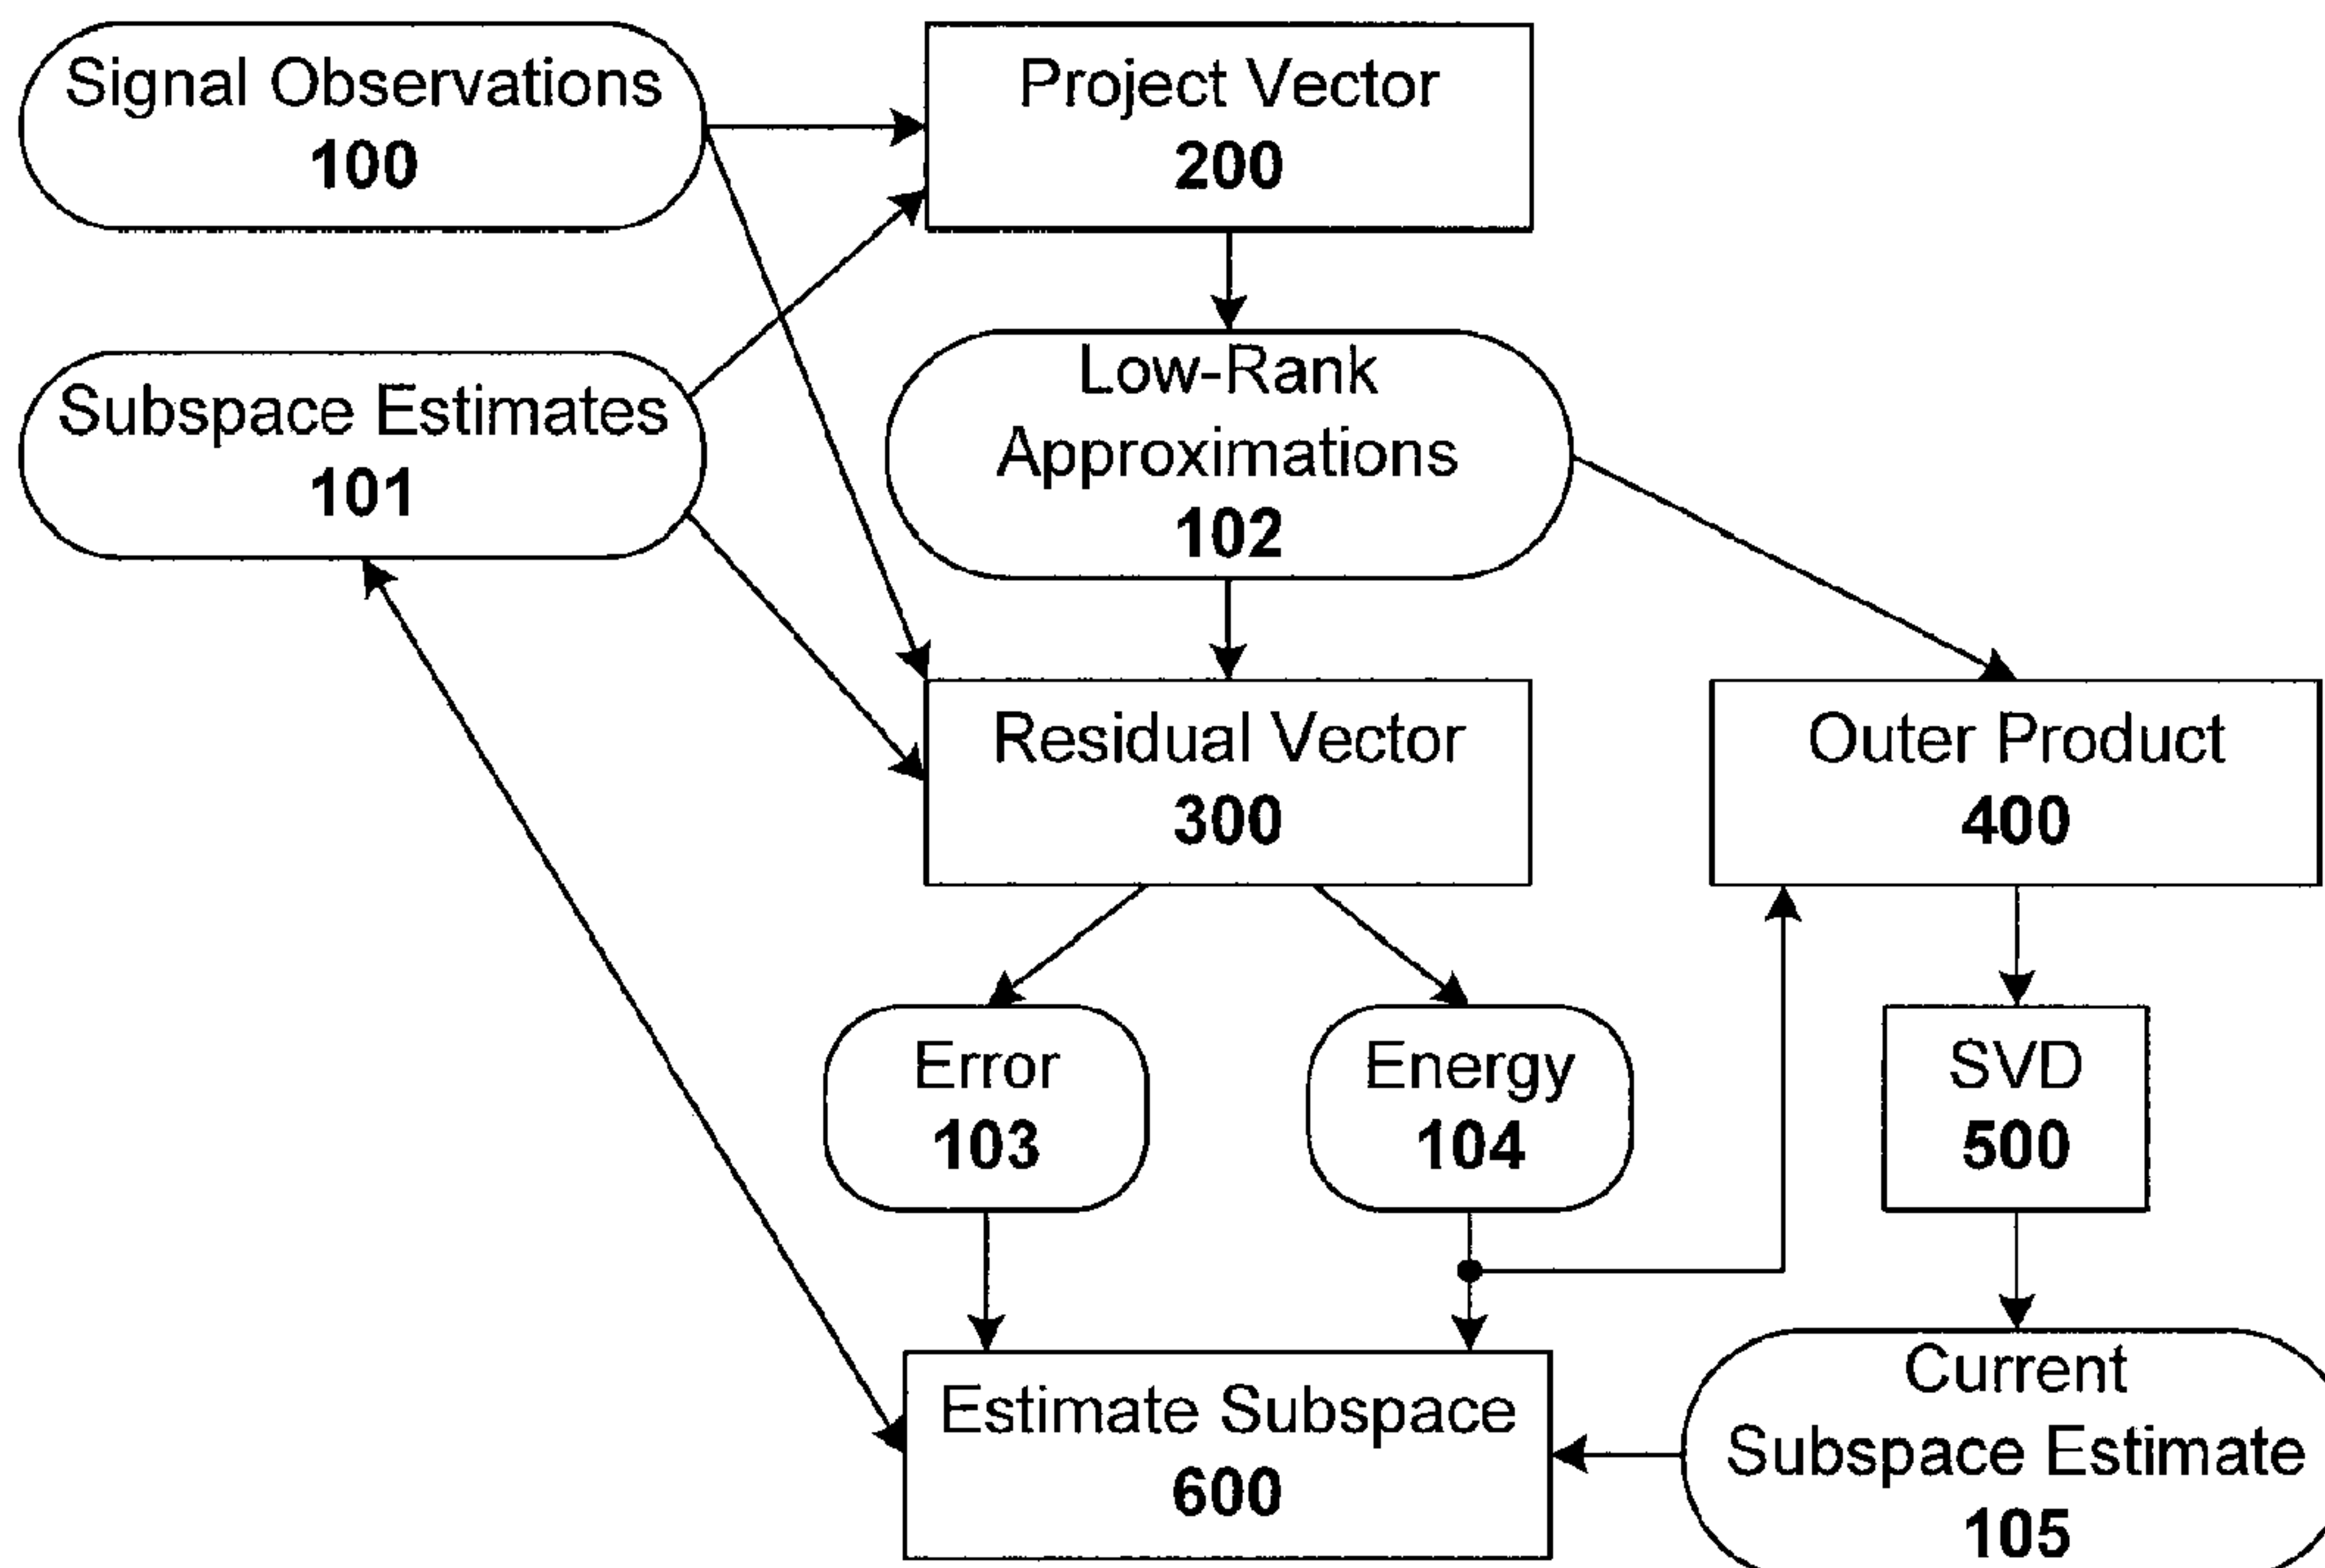 Signal Observations
100
Project Vector
200
Subspace Estimates
101
Low-Rank
Approximations
102
Residual Vector
300
Outer Product
400
Error
103
Energy
104
SVD
500
Estimate Subspace
600
Current
Subspace Estimate
105